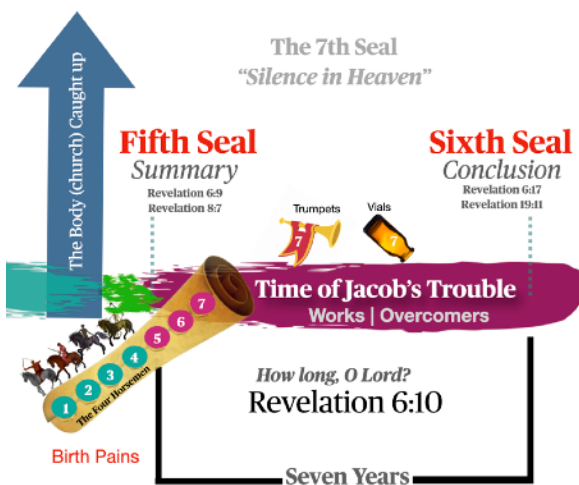 The 7th Seal
“Silence in Heaven”
The Body (church) Caught up
Fifth Seal
Summary
Revelation 6:9
Revelation 8:7
Sixth Seal
Conclusion
Revelation 6:17
Revelation 19:11
Trumpets
7
Vials
7
Time of Jacob’s Trouble
Works | Overcomers
1
2
3
4
5
6
7
The Four Horsemen
Birth Pains
How long, O Lord?
Revelation 6:10
Seven Years